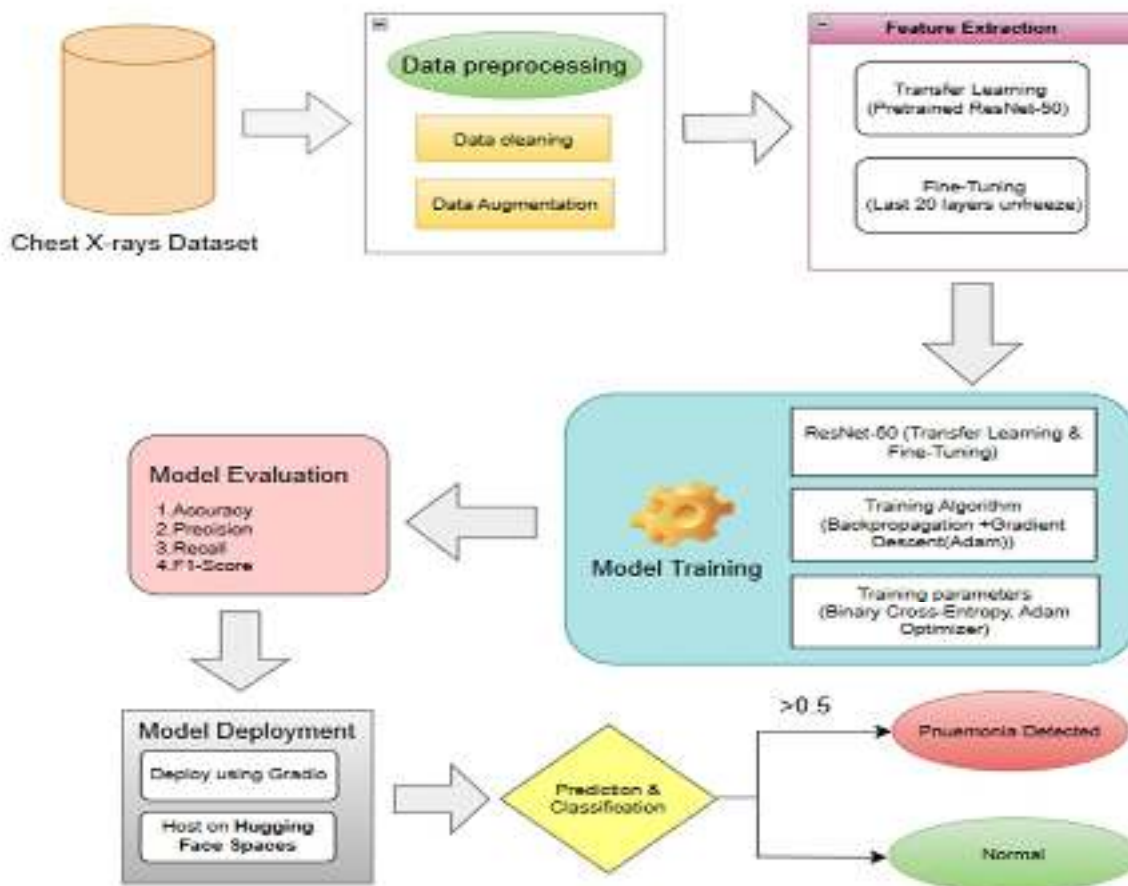 Chest X-rays Dataset
Data preprocessing
Data cleaning
Data Augmentation
Feature Extraction
Transfer Learning
(Pretrained ResNet-50)
Fine-Tuning
(Last 20 layers unfreeze)
Model Training
ResNet-50 (Transfer Learning &
Fine-Tuning)
Training Algorithm
(Backpropagation +Gradient
Descent(Adam))
Training parameters
(Binary Cross-Entropy, Adam
Optimizer)
Model Evaluation
1.Accuracy
2.Precision
3.Recall
4.F1-Score
Model Deployment
Deploy using Gradio
Host on Hugging
Face Spaces
Prediction &
Classification
>0.5
Pnuemonia Detected
Normal